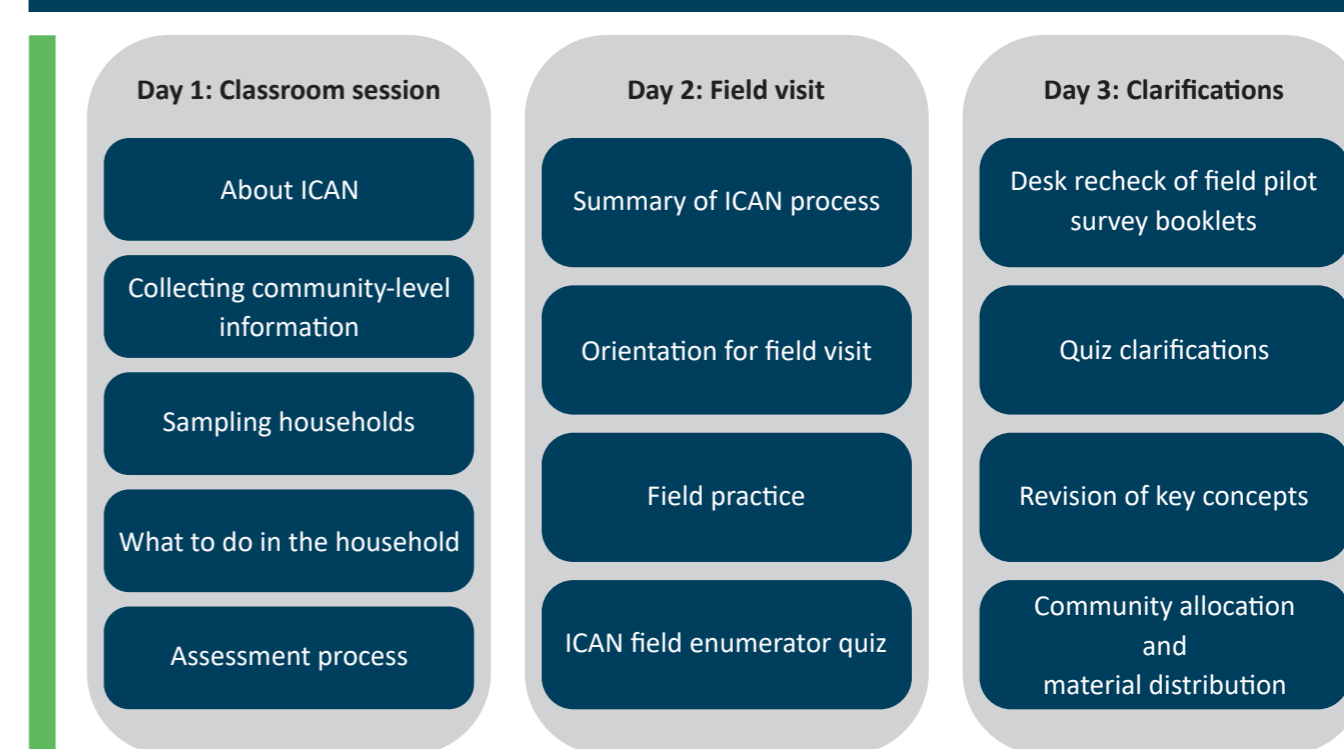 Day 1: Classroom session
About ICAN
Collecting community-level
information
Sampling households
What to do in the household
Assessment process
Day 2: Field visit
Summary of ICAN process
Orientation for field visit
Field practice
ICAN field enumerator quiz
Day 3: Clarifications
Desk recheck of field pilot
survey booklets
Quiz clarifications
Revision of key concepts
Community allocation
and
material distribution